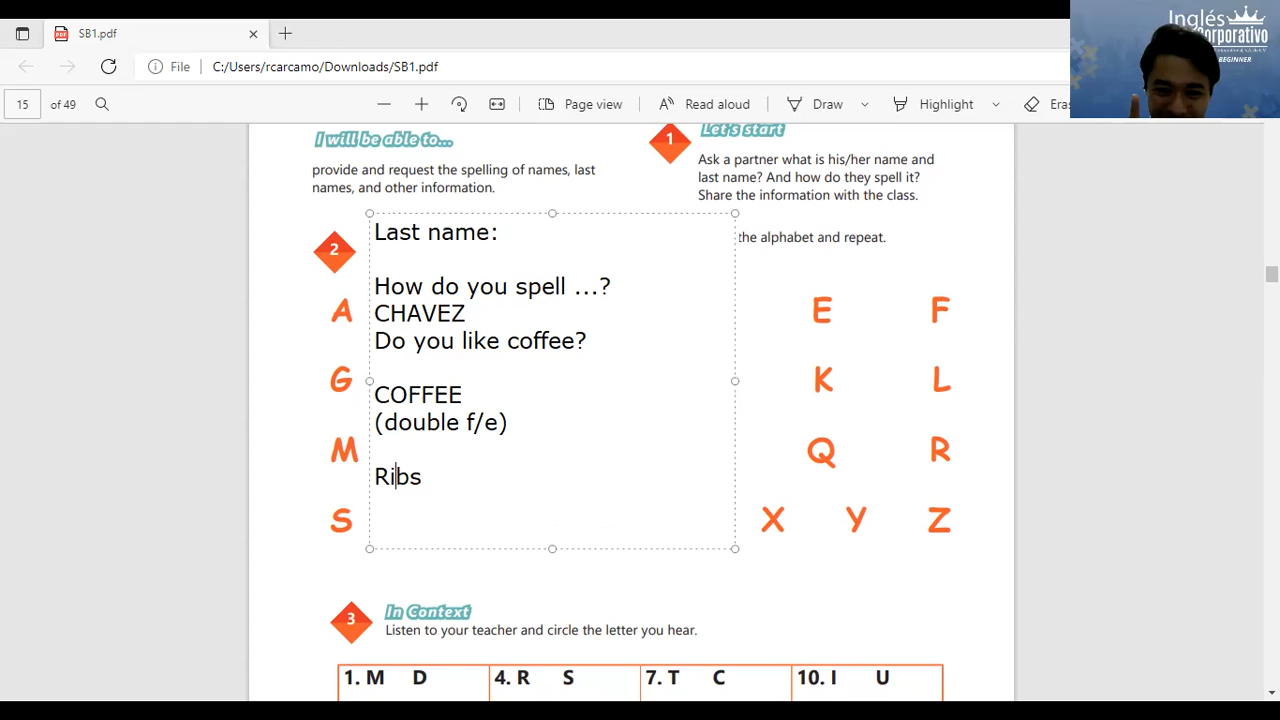 SB1.pdf
File C:/Users/rcarcamo/Downloads/SB1.pdf
15 of 49 Page view Read aloud Draw Highlight
Inglés
Corporativo
BEGINNER
I will be able to...
provide and request the spelling of names, last
names, and other information.
1 Let's start
Ask a partner what is his/her name and
last name? And how do they spell it?
Share the information with the class.
2
the alphabet and repeat.
Last name:
How do you spell ...?
CHAVEZ
Do you like coffee?
COFFEE
(double f/e)
Ribs
A E F
G K L
M Q R
S X Y Z
3 In Context
Listen to your teacher and circle the letter you hear.
1. M D 4. R S 7. T C 10. I U